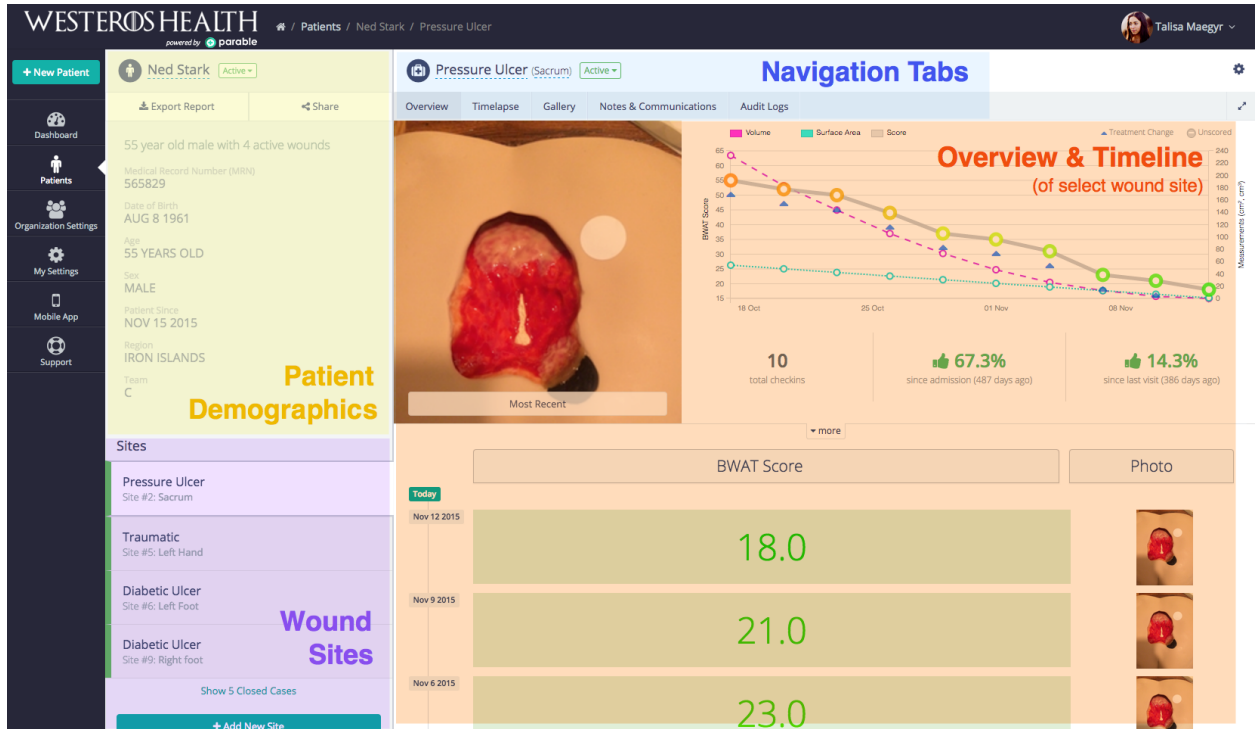 WESTEROS HEALTH
powered by parable
/ Patients / Ned Stark / Pressure Ulcer
Talisa Maegyr
+ New Patient
Dashboard
Patients
Organization Settings
My Settings
Mobile App
Support
Ned Stark Active
Export Report Share
55 year old male with 4 active wounds
Medical Record Number (MRN)
565829
Date of Birth
AUG 8 1961
Age
55 YEARS OLD
Sex
MALE
Patient Since
NOV 15 2015
Region
IRON ISLANDS
Team
C
Patient
Demographics
Sites
Pressure Ulcer
Site #2: Sacrum
Traumatic
Site #5: Left Hand
Diabetic Ulcer
Site #6: Left Foot
Diabetic Ulcer
Site #9: Right foot
Wound
Sites
Show 5 Closed Cases
+ Add New Site
Pressure Ulcer (Sacrum) Active
Navigation Tabs
Overview Timelapse Gallery Notes & Communications Audit Logs
Most Recent
Volume Surface Area Score Treatment Change Unscored
Overview & Timeline
(of select wound site)
BWAT Score
65
60
55
50
45
40
35
30
25
20
15
18 Oct 25 Oct 01 Nov 08 Nov
240
220
200
180
160
140
120
100
80
60
40
20
0
Measurements (cm², cm³)
10 67.3% 14.3%
total checkins since admission (487 days ago) since last visit (386 days ago)
more
BWAT Score Photo
Today
Nov 12 2015
18.0
Nov 9 2015
21.0
Nov 6 2015
23.0